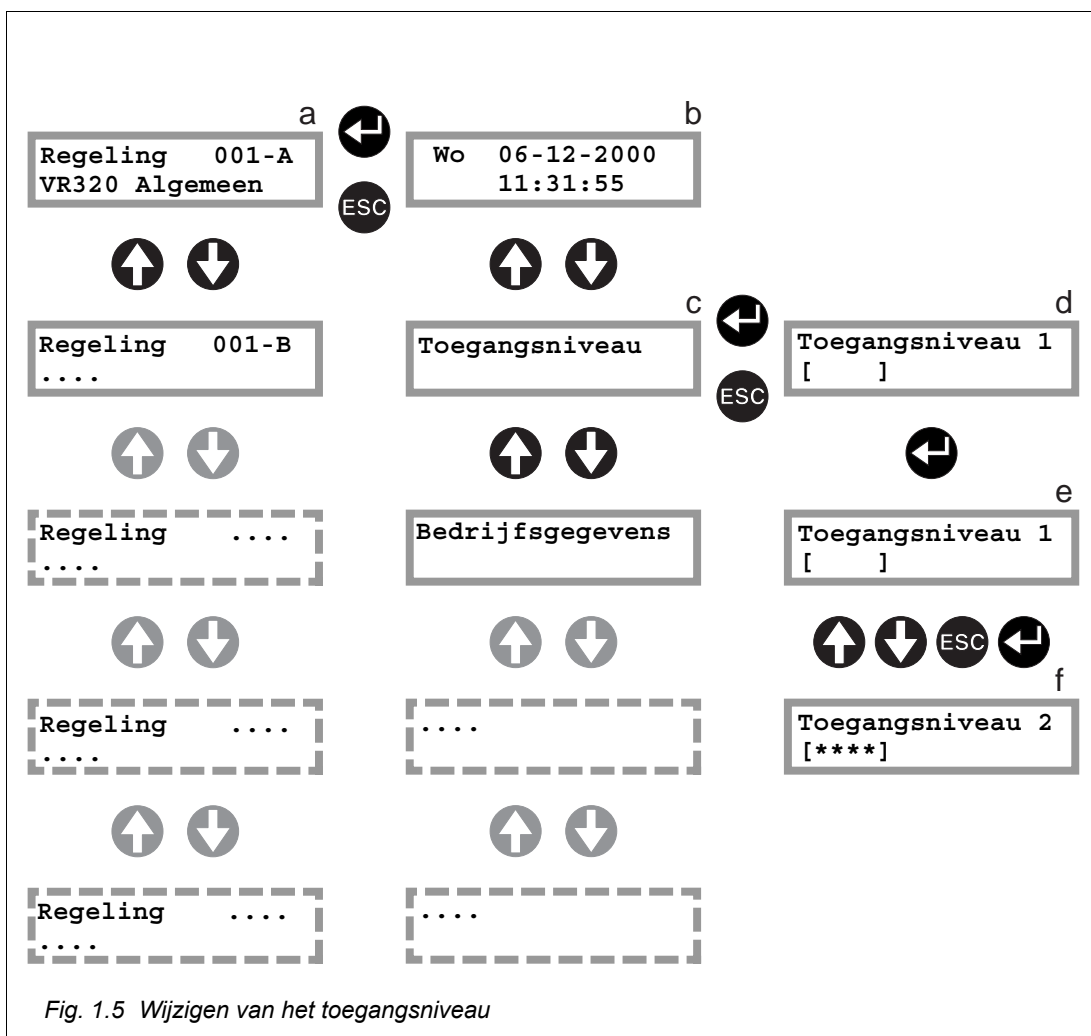 a
Regeling 001-A
VR320 Algemeen
ESC
b
Wo 06-12-2000
11:31:55
Regeling 001-B
....
c
Toegangsniveau
ESC
d
Toegangsniveau 1
[ ]
Regeling ....
....
Bedrijfsgegevens
e
Toegangsniveau 1
[ ]
ESC
Regeling ....
....
....
f
Toegangsniveau 2
[****]
Regeling ....
....
....
Fig. 1.5 Wijzigen van het toegangsniveau